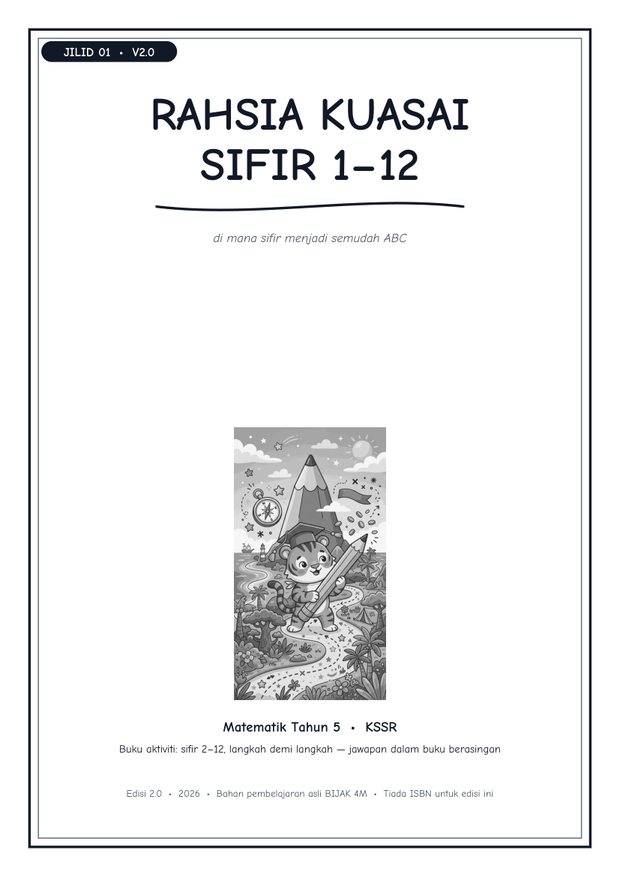 JILID 01 • V2.0
RAHSIA KUASAI
SIFIR 1–12
di mana sifir menjadi semudah ABC
Matematik Tahun 5 • KSSR
Buku aktiviti: sifir 2–12, langkah demi langkah — jawapan dalam buku berasingan
Edisi 2.0 • 2026 • Bahan pembelajaran asli BIJAK 4M • Tiada ISBN untuk edisi ini